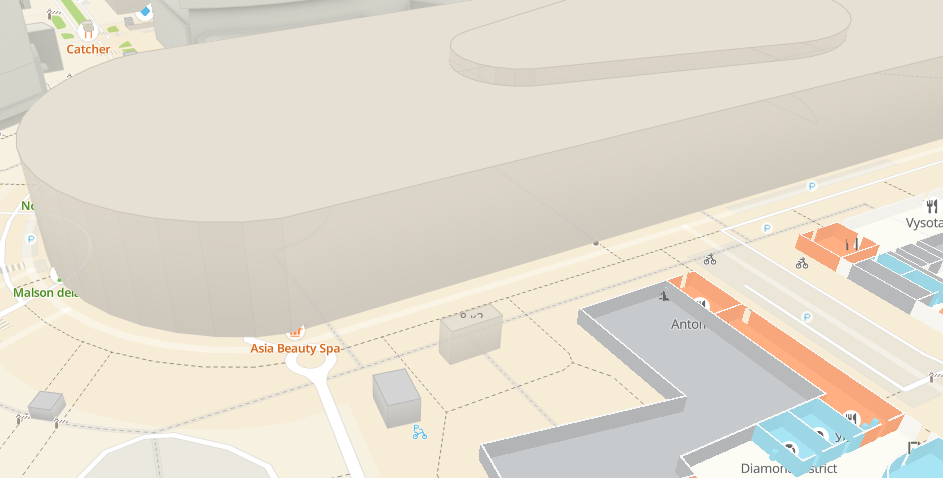 Catcher
P
Vysota
P
P
Asia Beauty Spa
Anton
P
P
Diamond District